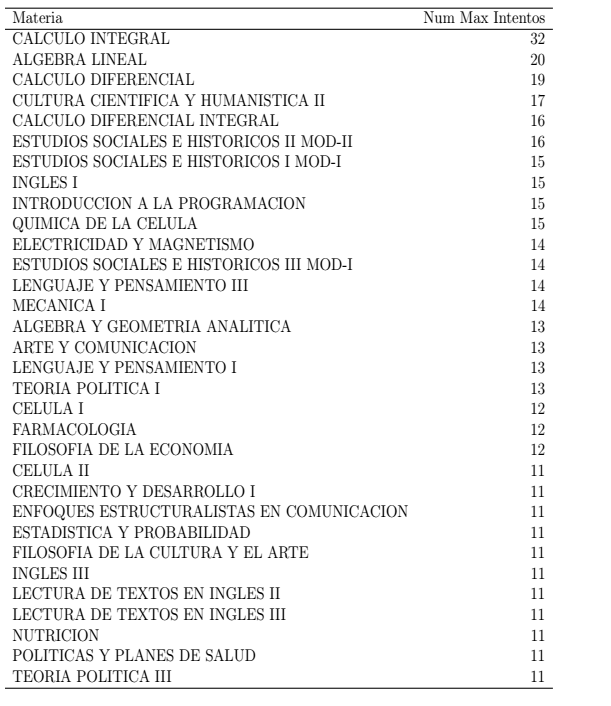 Materia Num Max Intentos
CALCULO INTEGRAL 32
ALGEBRA LINEAL 20
CALCULO DIFERENCIAL 19
CULTURA CIENTIFICA Y HUMANISTICA II 17
CALCULO DIFERENCIAL INTEGRAL 16
ESTUDIOS SOCIALES E HISTORICOS II MOD-II 16
ESTUDIOS SOCIALES E HISTORICOS I MOD-I 15
INGLES I 15
INTRODUCCION A LA PROGRAMACION 15
QUIMICA DE LA CELULA 15
ELECTRICIDAD Y MAGNETISMO 14
ESTUDIOS SOCIALES E HISTORICOS III MOD-I 14
LENGUAJE Y PENSAMIENTO III 14
MECANICA I 14
ALGEBRA Y GEOMETRIA ANALITICA 13
ARTE Y COMUNICACION 13
LENGUAJE Y PENSAMIENTO I 13
TEORIA POLITICA I 13
CELULA I 12
FARMACOLOGIA 12
FILOSOFIA DE LA ECONOMIA 12
CELULA II 11
CRECIMIENTO Y DESARROLLO I 11
ENFOQUES ESTRUCTURALISTAS EN COMUNICACION 11
ESTADISTICA Y PROBABILIDAD 11
FILOSOFIA DE LA CULTURA Y EL ARTE 11
INGLES III 11
LECTURA DE TEXTOS EN INGLES II 11
LECTURA DE TEXTOS EN INGLES III 11
NUTRICION 11
POLITICAS Y PLANES DE SALUD 11
TEORIA POLITICA III 11